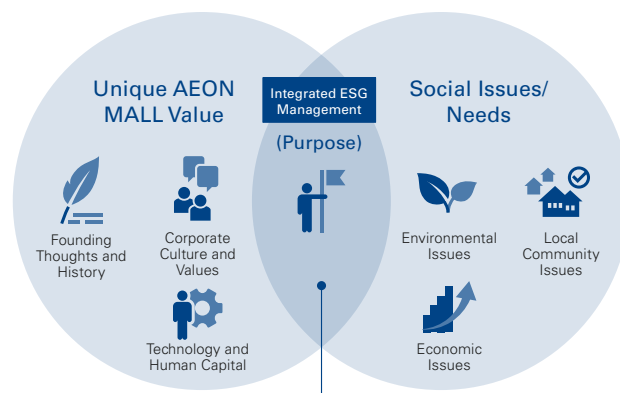 Unique AEON
MALL Value
Integrated ESG
Management
(Purpose)
Social Issues/
Needs
Founding
Thoughts and
History
Corporate
Culture and
Values
Technology and
Human Capital
Environmental
Issues
Local
Community
Issues
Economic
Issues